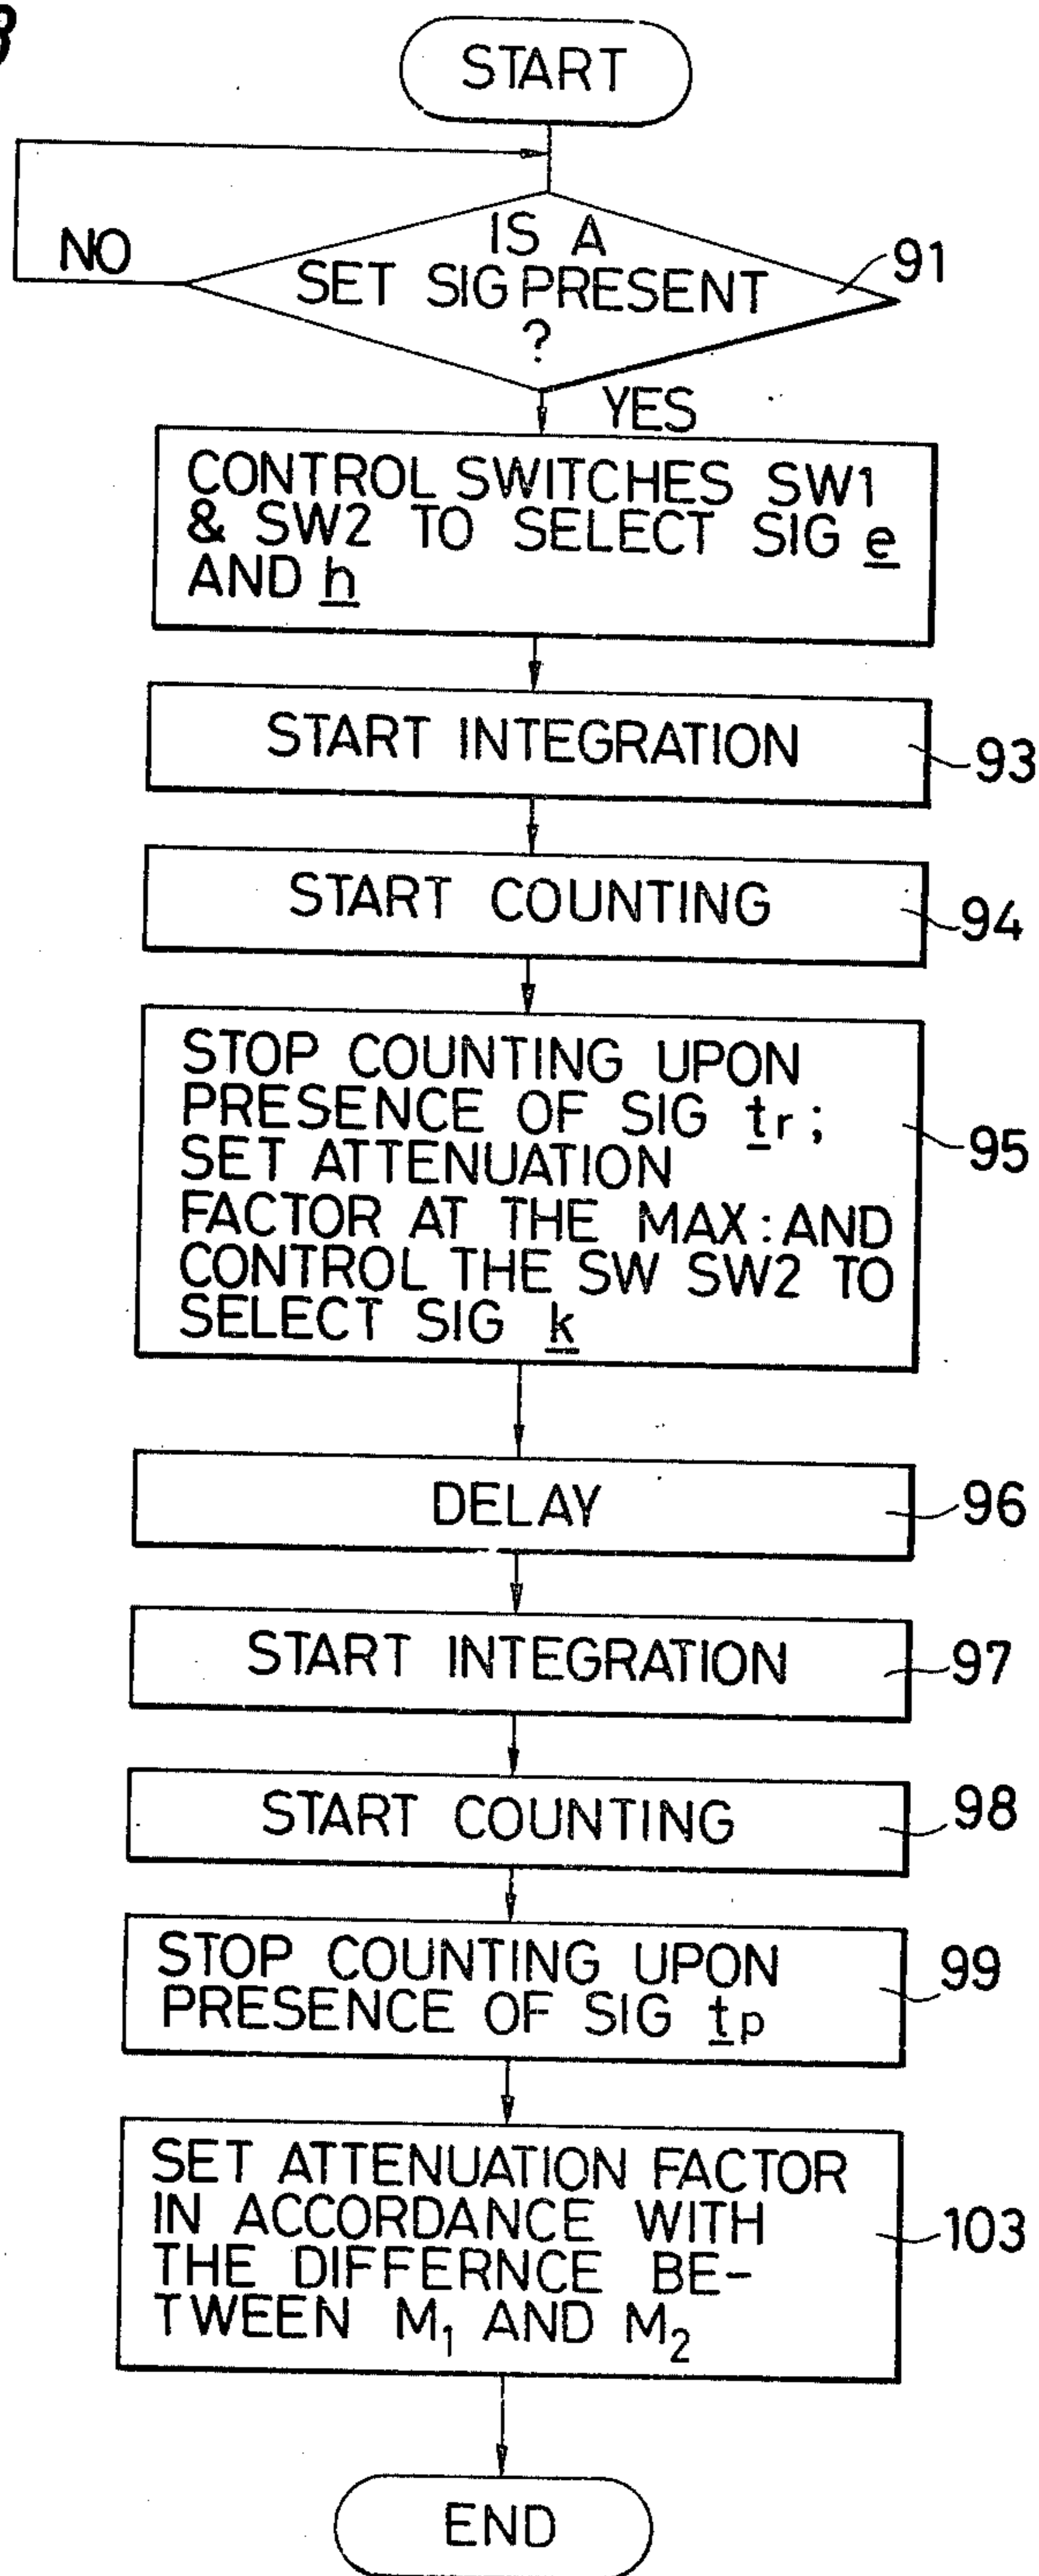 START
NO
IS A
SET SIG PRESENT
?
91
YES
CONTROL SWITCHES SW1
& SW2 TO SELECT SIG e
AND h
START INTEGRATION
93
START COUNTING
94
STOP COUNTING UPON
PRESENCE OF SIG tr;
SET ATTENUATION
FACTOR AT THE MAX: AND
CONTROL THE SW SW2 TO
SELECT SIG k
95
DELAY
96
START INTEGRATION
97
START COUNTING
98
STOP COUNTING UPON
PRESENCE OF SIG tp
99
SET ATTENUATION FACTOR
IN ACCORDANCE WITH
THE DIFFERNCE BE-
TWEEN M1 AND M2
103
END